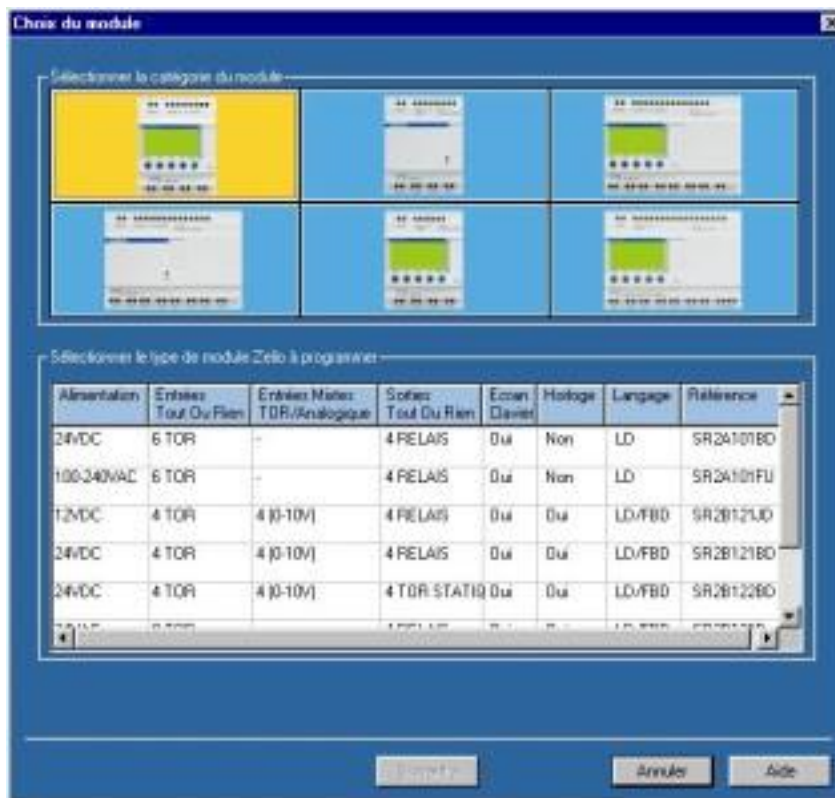 Choix du module
Sélectionner la catégorie du module
Sélectionner le type de module Zelio à programmer
Alimentation Entrées Tout Ou Rien Entrées Mixtes TOR/Analogique Sorties Tout Ou Rien Ecran Clavier Horloge Langage Référence
24VDC 6 TOR - 4 RELAIS Oui Non LD SR2A101BD
100-240VAC 6 TOR - 4 RELAIS Oui Non LD SR2A101FU
12VDC 4 TOR 4 (0-10V) 4 RELAIS Oui Oui LD/FBD SR2B121JD
24VDC 4 TOR 4 (0-10V) 4 RELAIS Oui Oui LD/FBD SR2B121BD
24VDC 4 TOR 4 (0-10V) 4 TOR STATIQ Oui Oui LD/FBD SR2B122BD
Annuler Aide